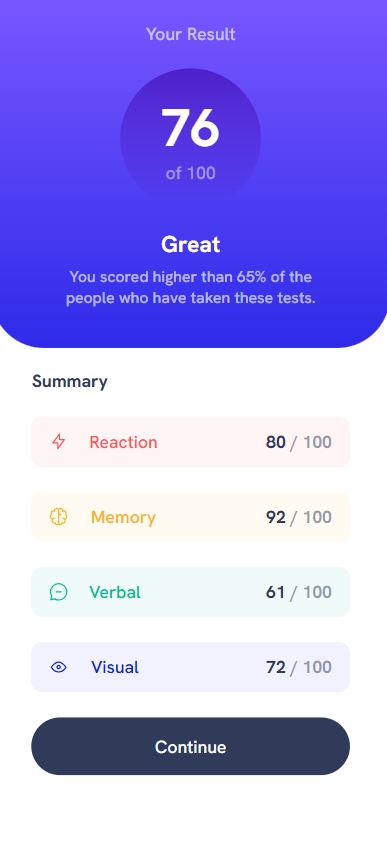 Your Result
76
of 100
Great
You scored higher than 65% of the
people who have taken these tests.
Summary
Reaction 80 / 100
Memory 92 / 100
Verbal 61 / 100
Visual 72 / 100
Continue